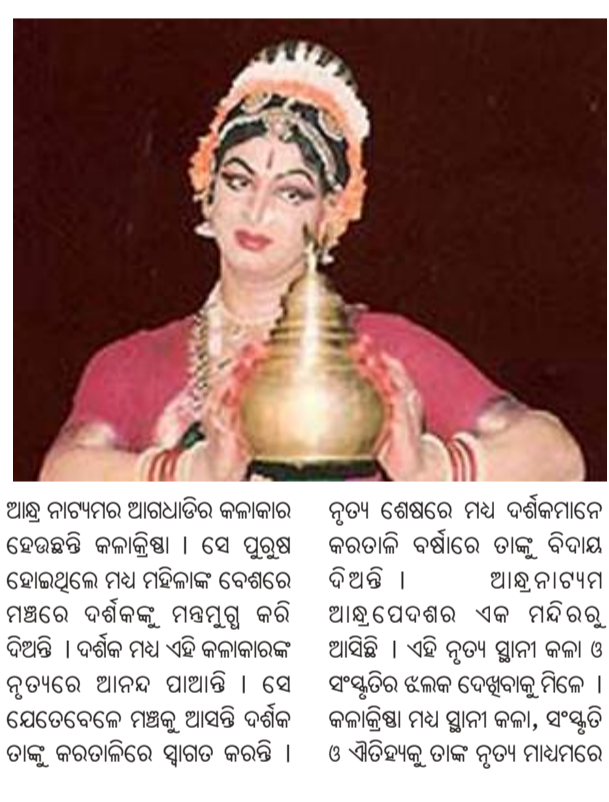 ଆନ୍ଧ୍ର ନାଟ୍ୟମର ଆଗଧାଡିର କଳାକାର
ହେଉଛନ୍ତି କଳାକ୍ରିଷ୍ଣା । ସେ ପୁରୁଷ
ହୋଇଥିଲେ ମଧ୍ୟ ମହିଳାଙ୍କ ବେଶରେ
ମଞ୍ଚରେ ଦର୍ଶକଙ୍କୁ ମନ୍ତ୍ରମୁଗ୍ଧ କରି
ଦିଅନ୍ତି । ଦର୍ଶକ ମଧ୍ୟ ଏହି କଳାକାରଙ୍କ
ନୃତ୍ୟରେ ଆନନ୍ଦ ପାଆନ୍ତି । ସେ
ଯେତେବେଳେ ମଞ୍ଚକୁ ଆସନ୍ତି ଦର୍ଶକ
ତାଙ୍କୁ କରତାଳିରେ ସ୍ୱାଗତ କରନ୍ତି ।
ନୃତ୍ୟ ଶେଷରେ ମଧ୍ୟ ଦର୍ଶକମାନେ
କରତାଳି ବର୍ଷାରେ ତାଙ୍କୁ ବିଦାୟ
ଦିଅନ୍ତି । ଆନ୍ଧ୍ରନାଟ୍ୟମ
ଆନ୍ଧ୍ରପେଦଶର ଏକ ମନ୍ଦିରରୁ
ଆସିଛି । ଏହି ନୃତ୍ୟ ସ୍ଥାନୀ କଳା ଓ
ସଂସ୍କୃତିର ଝଲକ ଦେଖିବାକୁ ମିଳେ ।
କଳାକ୍ରିଷ୍ଣା ମଧ୍ୟ ସ୍ଥାନୀ କଳା, ସଂସ୍କୃତି
ଓ ଐତିହ୍ୟକୁ ତାଙ୍କ ନୃତ୍ୟ ମାଧ୍ୟମରେ